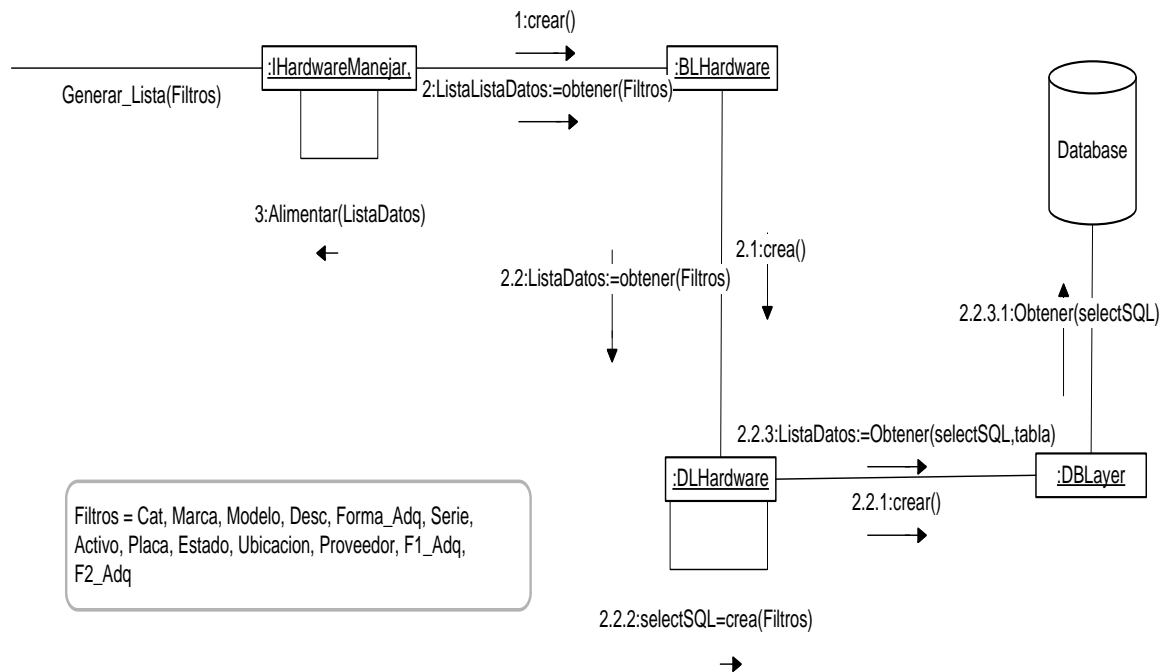 1:crear()
:IHardwareManejar,
:BLHardware
Generar_Lista(Filtros)
2:ListaListaDatos:=obtener(Filtros)
Database
3:Alimentar(ListaDatos)
2.1:crea()
2.2:ListaDatos:=obtener(Filtros)
2.2.3.1:Obtener(selectSQL)
2.2.3:ListaDatos:=Obtener(selectSQL,tabla)
:DLHardware
:DBLayer
2.2.1:crear()
Filtros = Cat, Marca, Modelo, Desc, Forma_Adq, Serie,
Activo, Placa, Estado, Ubicacion, Proveedor, F1_Adq,
F2_Adq
2.2.2:selectSQL=crea(Filtros)